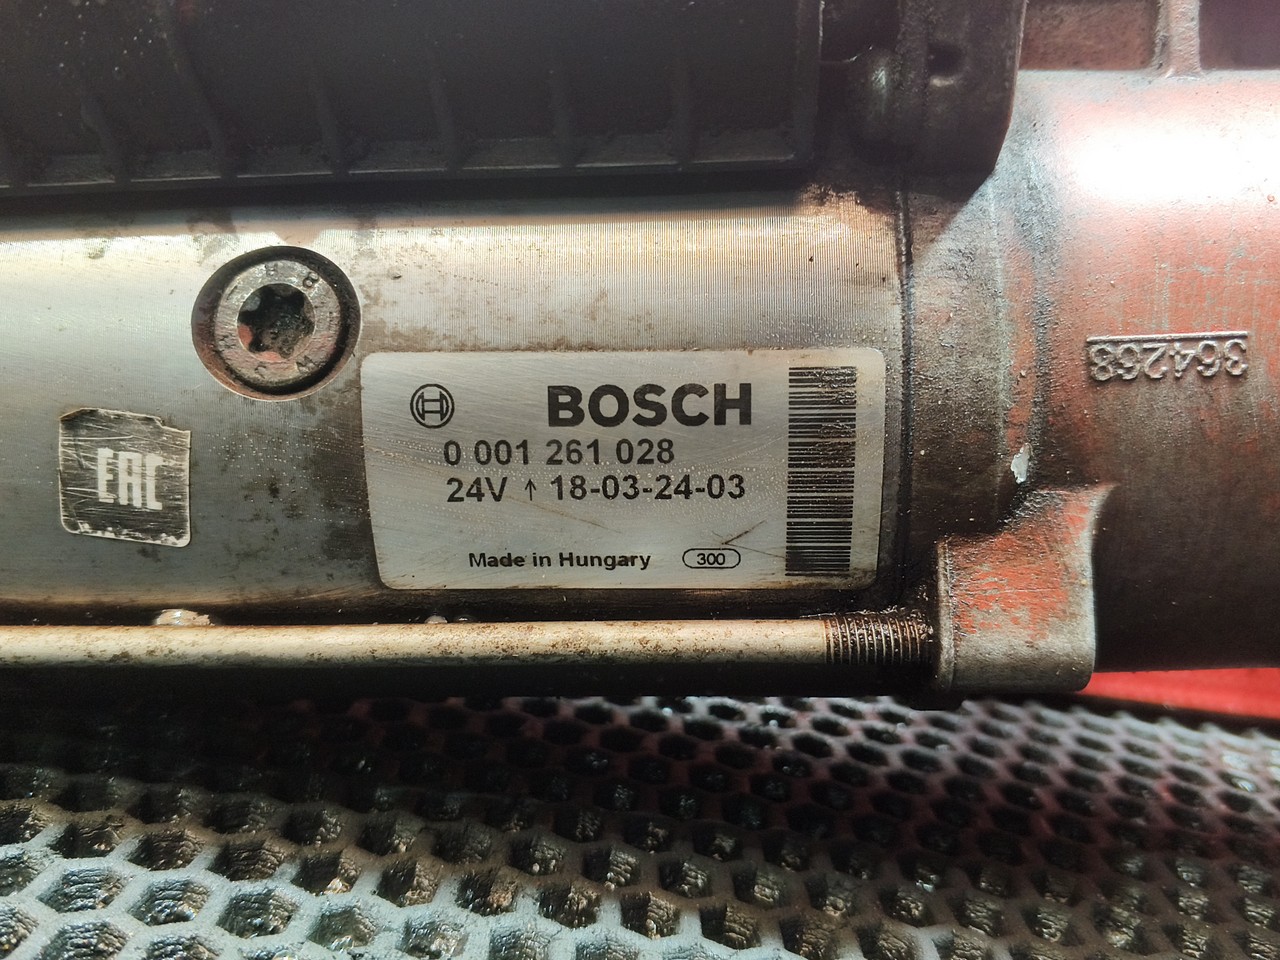 BOSCH
0 001 261 028
24V ↑ 18-03-24-03
Made in Hungary 300
EAC
364268